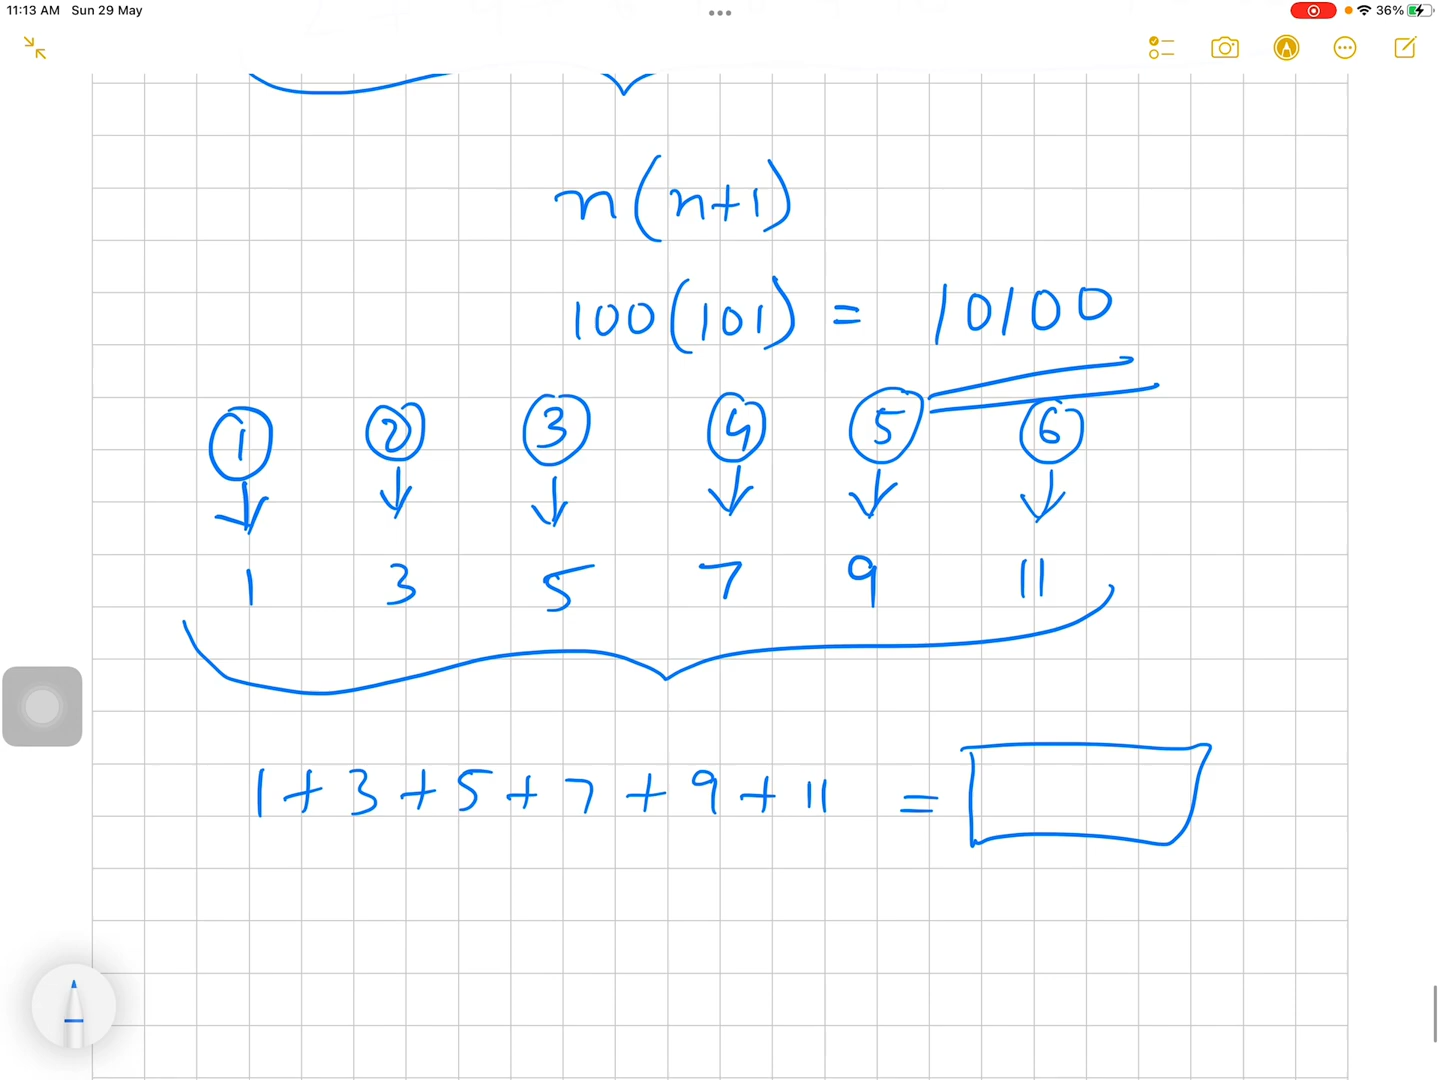 11:13 AM Sun 29 May 36%
n(n+1)
100(101) = 10100
1 2 3 4 5 6
1 3 5 7 9 11
1+3+5+7+9+11 =